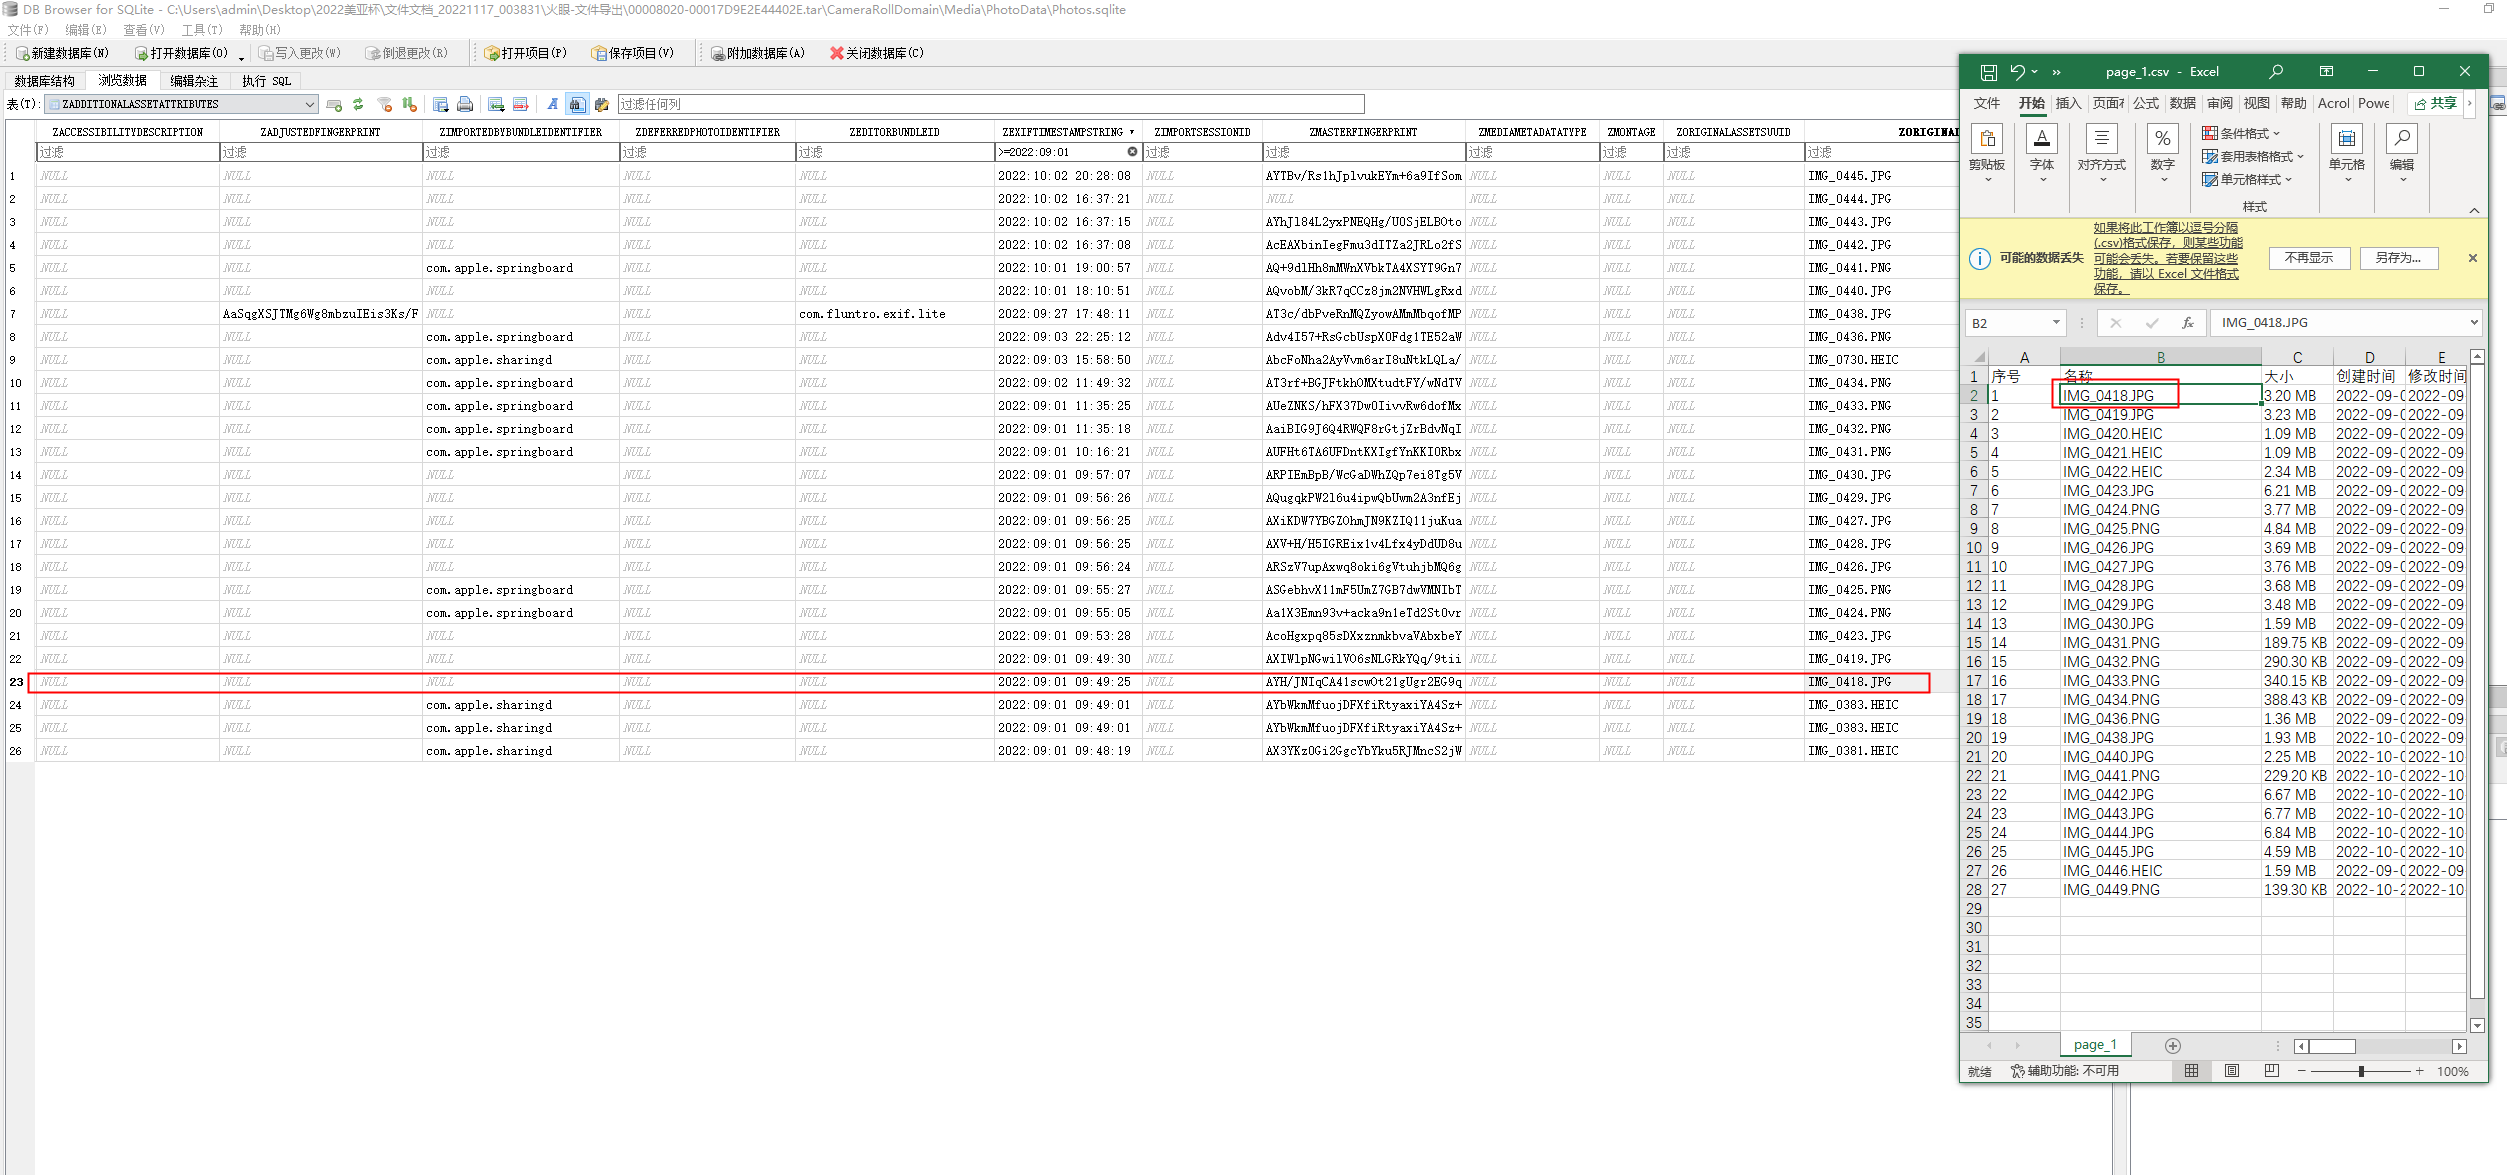 DB Browser for SQLite - C:\Users\admin\Desktop\2022美亚杯\文件文档_20221117_003831\火眼-文件导出\00008020-00017D9E2E44402E.tar\CameraRollDomain\Media\PhotoData\Photos.sqlite
文件(F) 编辑(E) 查看(V) 工具(T) 帮助(H)
新建数据库(N) 打开数据库(O) 写入更改(W) 倒退更改(R) 打开项目(P) 保存项目(V) 附加数据库(A) 关闭数据库(C)
数据库结构 浏览数据 编辑杂注 执行 SQL
表(T): ZADDITIONALASSETATTRIBUTES 过滤任何列
ZACCESSIBILITYDESCRIPTION ZADJUSTEDFINGERPRINT ZIMPORTEDBYBUNDLEIDENTIFIER ZDEFERREDPHOTOIDENTIFIER ZEDITORBUNDLEID ZEXIFTIMESTAMPSTRING ZIMPORTSESSIONID ZMASTERFINGERPRINT ZMEDIAMETADATATYPE ZMONTAGE ZORIGINALASSETSUUID ZORIGINAL
过滤 过滤 过滤 过滤 过滤 >=2022:09:01 过滤 过滤 过滤 过滤 过滤 过滤
1 NULL NULL NULL NULL NULL 2022:10:02 20:28:08 NULL AYTBv/Rs1hJplvukEYm+6a9IfSom NULL NULL NULL IMG_0445.JPG
2 NULL NULL NULL NULL NULL 2022:10:02 16:37:21 NULL NULL NULL NULL NULL IMG_0444.JPG
3 NULL NULL NULL NULL NULL 2022:10:02 16:37:15 NULL AYhJl84L2yxPNEQHg/U0SjELBOto NULL NULL NULL IMG_0443.JPG
4 NULL NULL NULL NULL NULL 2022:10:02 16:37:08 NULL AcEAXbinIegFmu3dITZa2JRLo2fS NULL NULL NULL IMG_0442.JPG
5 NULL NULL com.apple.springboard NULL NULL 2022:10:01 19:00:57 NULL AQ+9dlHh8mMWnXVbkTA4XSYT9Gn7 NULL NULL NULL IMG_0441.PNG
6 NULL NULL NULL NULL NULL 2022:10:01 18:10:51 NULL AQvobM/3kR7qCCz8jm2NVHWLgRxd NULL NULL NULL IMG_0440.JPG
7 NULL AaSqgXSJTMg6Wg8mbzuIEis3Ks/F NULL NULL com.fluntro.exif.lite 2022:09:27 17:48:11 NULL AT3c/dbPveRnMQZyowAMmMbqofMP NULL NULL NULL IMG_0438.JPG
8 NULL NULL com.apple.springboard NULL NULL 2022:09:03 22:25:12 NULL Adv4I57+RsGcbUspX0Fdg1TE52aW NULL NULL NULL IMG_0436.PNG
9 NULL NULL com.apple.sharingd NULL NULL 2022:09:03 15:58:50 NULL AbcFoNha2AyVvm6arI8uNtkLQLa/ NULL NULL NULL IMG_0730.HEIC
10 NULL NULL com.apple.springboard NULL NULL 2022:09:02 11:49:32 NULL AT3rf+BGJFtkhOMXtudtFY/wNdTV NULL NULL NULL IMG_0434.PNG
11 NULL NULL com.apple.springboard NULL NULL 2022:09:01 11:35:25 NULL AUeZNKS/hFX37DwOIivvRw6dofMx NULL NULL NULL IMG_0433.PNG
12 NULL NULL com.apple.springboard NULL NULL 2022:09:01 11:35:18 NULL AaiBIG9J6Q4RWQF8rGtjZrBdvNqI NULL NULL NULL IMG_0432.PNG
13 NULL NULL com.apple.springboard NULL NULL 2022:09:01 10:16:21 NULL AUFHt6TA6UFDntKXIgfYnKKIORbx NULL NULL NULL IMG_0431.PNG
14 NULL NULL NULL NULL NULL 2022:09:01 09:57:07 NULL ARPIEmBpB/WcGaDWhZQp7ei8Tg5V NULL NULL NULL IMG_0430.JPG
15 NULL NULL NULL NULL NULL 2022:09:01 09:56:26 NULL AQugqkPW2l6u4ipwQbUwm2A3nfEj NULL NULL NULL IMG_0429.JPG
16 NULL NULL NULL NULL NULL 2022:09:01 09:56:25 NULL AXiKDW7YBGZOhmJN9KZIQ11juKua NULL NULL NULL IMG_0427.JPG
17 NULL NULL NULL NULL NULL 2022:09:01 09:56:25 NULL AXV+H/H5IGREix1v4Lfx4yDdUD8u NULL NULL NULL IMG_0428.JPG
18 NULL NULL NULL NULL NULL 2022:09:01 09:56:24 NULL ARSzV7upAxwq8oki6gVtuhjbMQ6g NULL NULL NULL IMG_0426.JPG
19 NULL NULL com.apple.springboard NULL NULL 2022:09:01 09:55:27 NULL ASGebhvX11mF5UmZ7GB7dwVMNIbT NULL NULL NULL IMG_0425.PNG
20 NULL NULL com.apple.springboard NULL NULL 2022:09:01 09:55:05 NULL Aa1X3Emn93v+acka9n1eTd2St0vr NULL NULL NULL IMG_0424.PNG
21 NULL NULL NULL NULL NULL 2022:09:01 09:53:28 NULL AcoHgxpq85sDXxznmkbvaVAbxbeY NULL NULL NULL IMG_0423.JPG
22 NULL NULL NULL NULL NULL 2022:09:01 09:49:30 NULL AXIWlpNGwilVO6sNLGRkYQq/9tii NULL NULL NULL IMG_0419.JPG
23 NULL NULL NULL NULL NULL 2022:09:01 09:49:25 NULL AYH/JNIqCA41scwOt21gUgr2EG9q NULL NULL NULL IMG_0418.JPG
24 NULL NULL com.apple.sharingd NULL NULL 2022:09:01 09:49:01 NULL AYbWkmMfuojDFXfiRtyaxiYA4Sz+ NULL NULL NULL IMG_0383.HEIC
25 NULL NULL com.apple.sharingd NULL NULL 2022:09:01 09:49:01 NULL AYbWkmMfuojDFXfiRtyaxiYA4Sz+ NULL NULL NULL IMG_0383.HEIC
26 NULL NULL com.apple.sharingd NULL NULL 2022:09:01 09:48:19 NULL AX3YKz0Gi2GgcYbYku5RJMncS2jW NULL NULL NULL IMG_0381.HEIC
page_1.csv - Excel
文件 开始 插入 页面布 公式 数据 审阅 视图 帮助 Acrol Powe 共享
剪贴板 字体 对齐方式 数字 条件格式 套用表格格式 单元格样式 单元格 编辑
样式
可能的数据丢失 如果将此工作簿以逗号分隔
(.csv)格式保存，则某些功能
可能会丢失。若要保留这些
功能，请以 Excel 文件格式
保存。
不再显示 另存为...
B2 fx IMG_0418.JPG
A B C D E
1 序号 名称 大小 创建时间 修改时间
2 1 IMG_0418.JPG 3.20 MB 2022-09-0 2022-09-
3 2 IMG_0419.JPG 3.23 MB 2022-09-0 2022-09-
4 3 IMG_0420.HEIC 1.09 MB 2022-09-0 2022-09-
5 4 IMG_0421.HEIC 1.09 MB 2022-09-0 2022-09-
6 5 IMG_0422.HEIC 2.34 MB 2022-09-0 2022-09-
7 6 IMG_0423.JPG 6.21 MB 2022-09-0 2022-09-
8 7 IMG_0424.PNG 3.77 MB 2022-09-0 2022-09-
9 8 IMG_0425.PNG 4.84 MB 2022-09-0 2022-09-
10 9 IMG_0426.JPG 3.69 MB 2022-09-0 2022-09-
11 10 IMG_0427.JPG 3.76 MB 2022-09-0 2022-09-
12 11 IMG_0428.JPG 3.68 MB 2022-09-0 2022-09-
13 12 IMG_0429.JPG 3.48 MB 2022-09-0 2022-09-
14 13 IMG_0430.JPG 1.59 MB 2022-09-0 2022-09-
15 14 IMG_0431.PNG 189.75 KB 2022-09-0 2022-09-
16 15 IMG_0432.PNG 290.30 KB 2022-09-0 2022-09-
17 16 IMG_0433.PNG 340.15 KB 2022-09-0 2022-09-
18 17 IMG_0434.PNG 388.43 KB 2022-09-0 2022-09-
19 18 IMG_0436.PNG 1.36 MB 2022-09-0 2022-09-
20 19 IMG_0438.JPG 1.93 MB 2022-09-0 2022-09-
21 20 IMG_0440.JPG 2.25 MB 2022-10-0 2022-10-
22 21 IMG_0441.PNG 229.20 KB 2022-10-0 2022-10-
23 22 IMG_0442.JPG 6.67 MB 2022-10-0 2022-10-
24 23 IMG_0443.JPG 6.77 MB 2022-10-0 2022-10-
25 24 IMG_0444.JPG 6.84 MB 2022-10-0 2022-10-
26 25 IMG_0445.JPG 4.59 MB 2022-10-0 2022-10-
27 26 IMG_0446.HEIC 1.59 MB 2022-09-0 2022-09-
28 27 IMG_0449.PNG 139.30 KB 2022-10-2 2022-10-
29
30
31
32
33
34
35
page_1
就绪 辅助功能: 不可用 100%